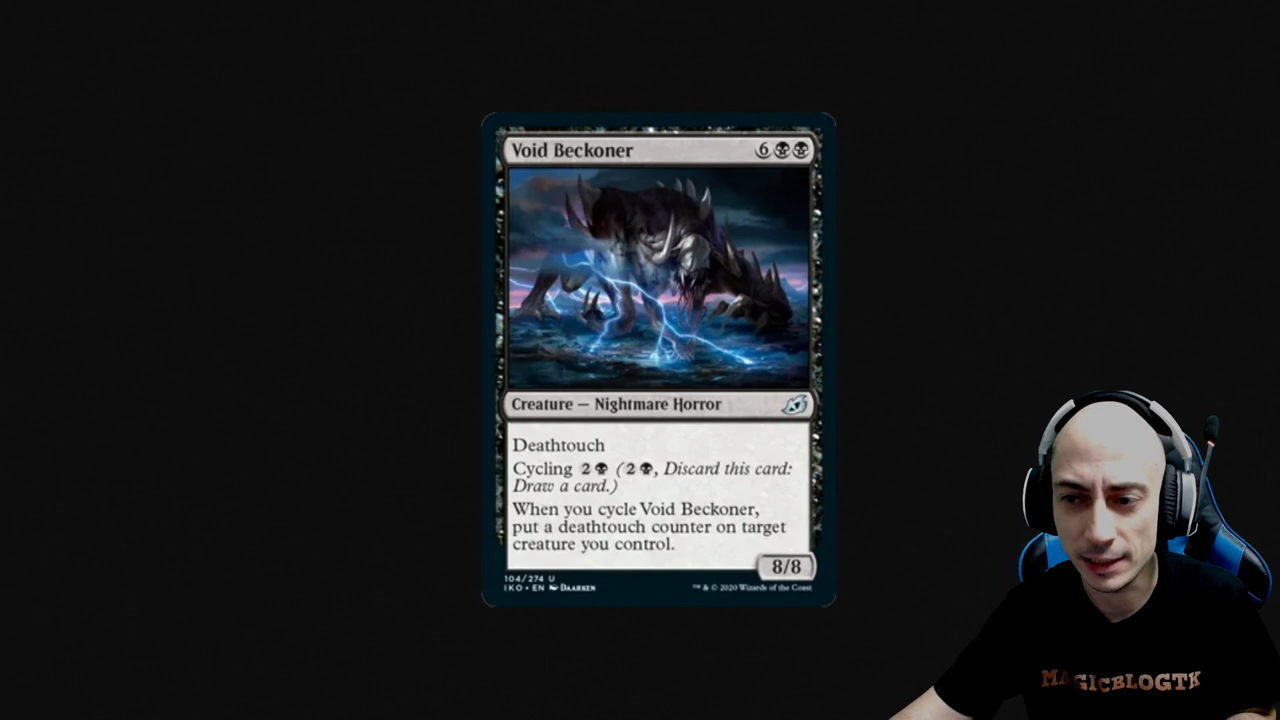 Void Beckoner 6
Creature — Nightmare Horror
Deathtouch
Cycling 2 (2, Discard this card:
Draw a card.)
When you cycle Void Beckoner,
put a deathtouch counter on target
creature you control.
8/8
104/274 U
IKO • EN DAARKEN
™ & © 2020 Wizards of the Coast
MAGICBLOGTK